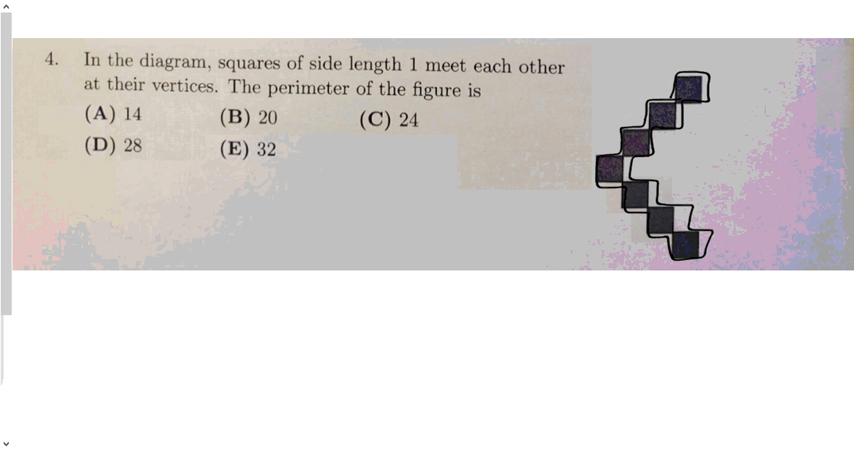 4. In the diagram, squares of side length 1 meet each other
at their vertices. The perimeter of the figure is
(A) 14 (B) 20 (C) 24
(D) 28 (E) 32